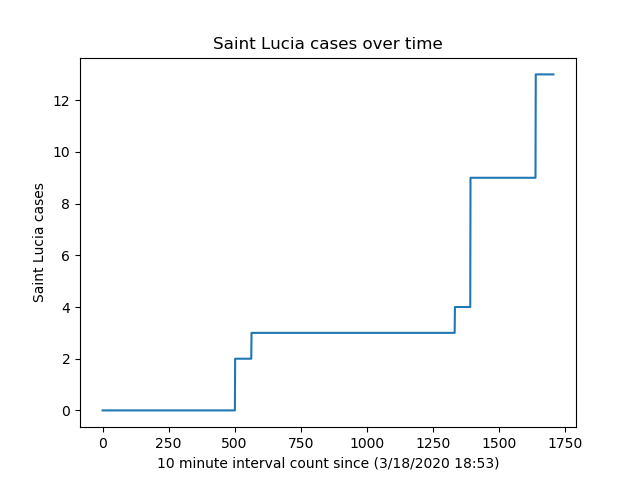 Saint Lucia cases over time
Saint Lucia cases
12
10
8
6
4
2
0
0 250 500 750 1000 1250 1500 1750
10 minute interval count since (3/18/2020 18:53)